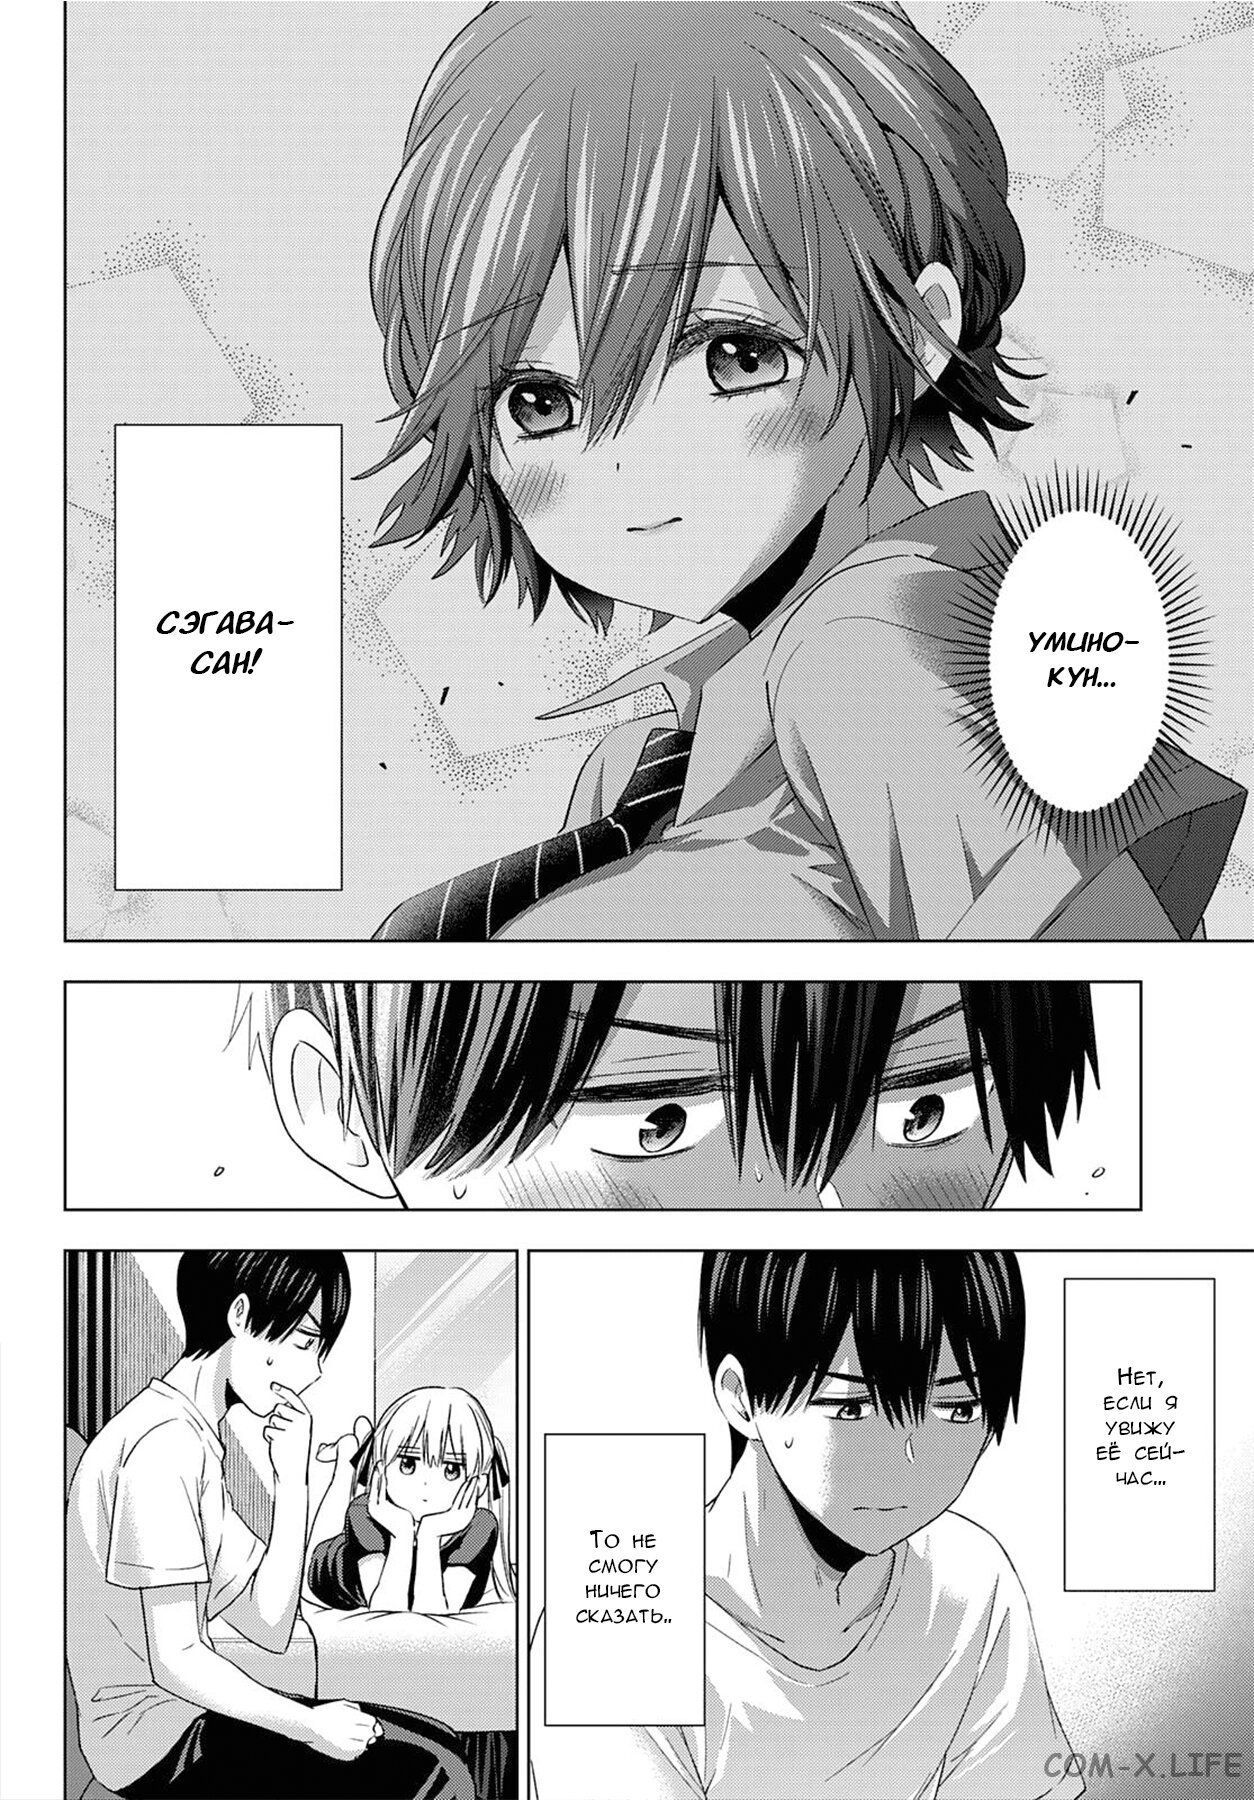 УМИНО-
КУН...
СЭГАВА-
САН!
Нет,
если я
увижу
её сей-
час...
То не
смогу
ничего
сказать..
COM-X.LIFE